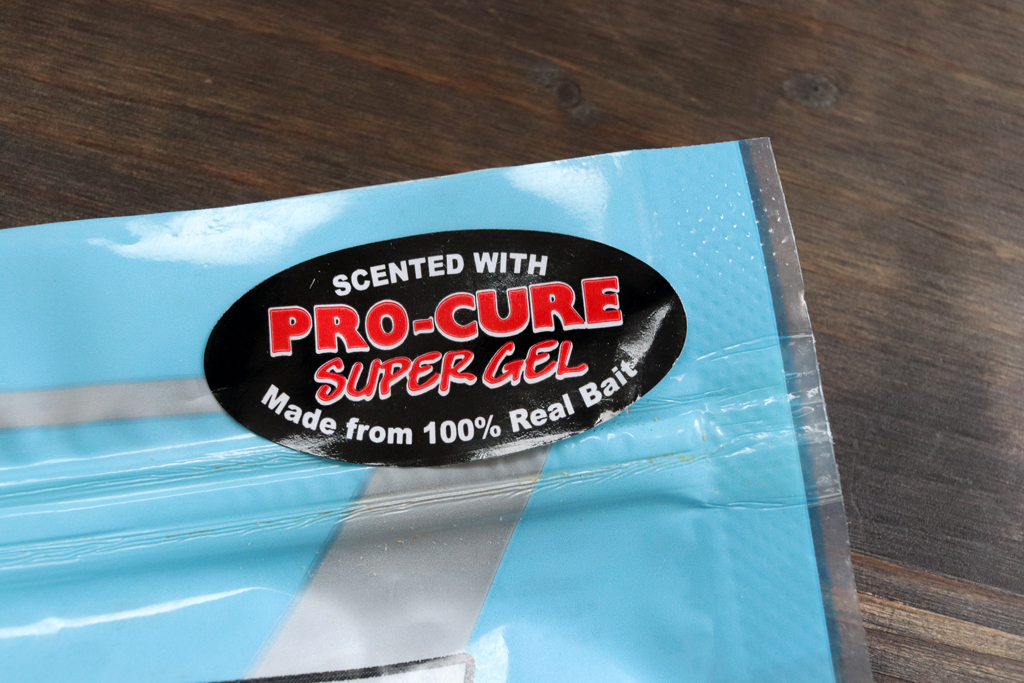 SCENTED WITH
PRO-CURE
SUPER GEL
Made from 100% Real Bait